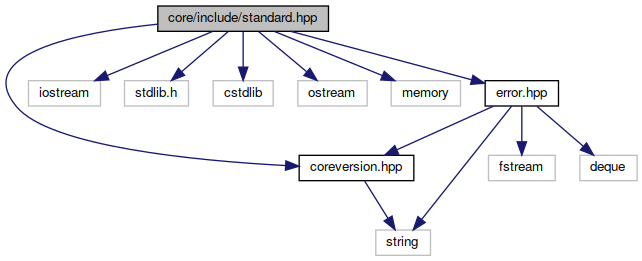 core/include/standard.hpp
iostream
stdlib.h
cstdlib
ostream
memory
error.hpp
coreversion.hpp
fstream
deque
string